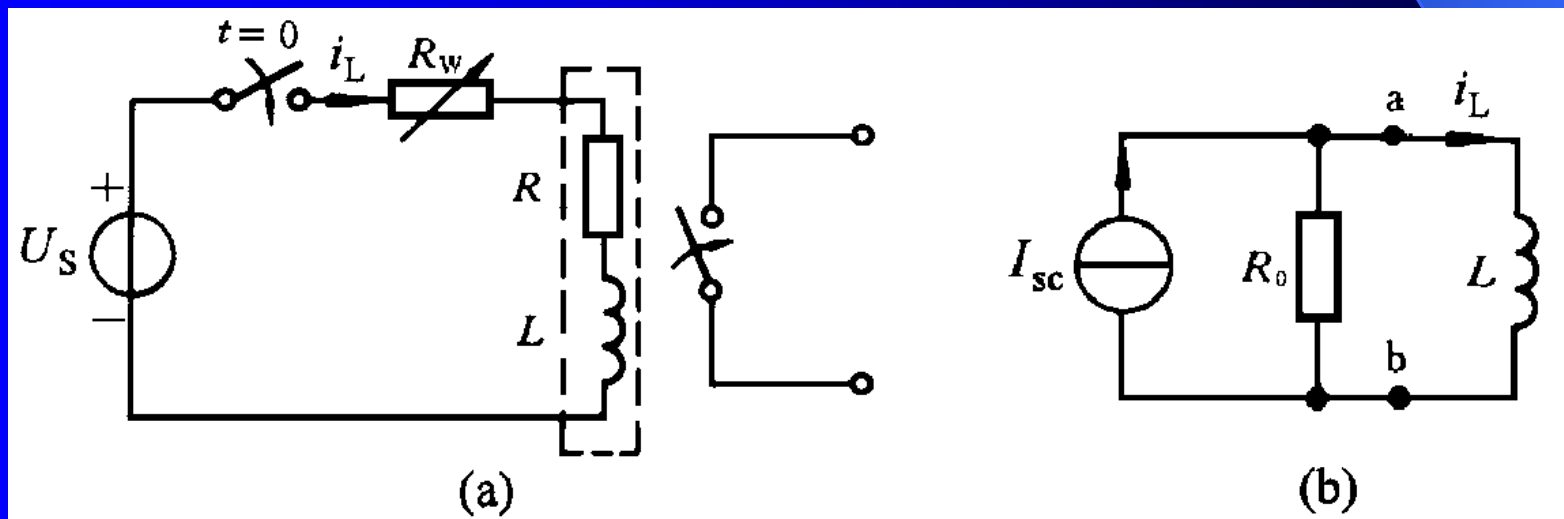 t = 0
i_L
R_W
+
U_S
−
R
L
(a)
a
i_L
I_sc
R_0
L
b
(b)